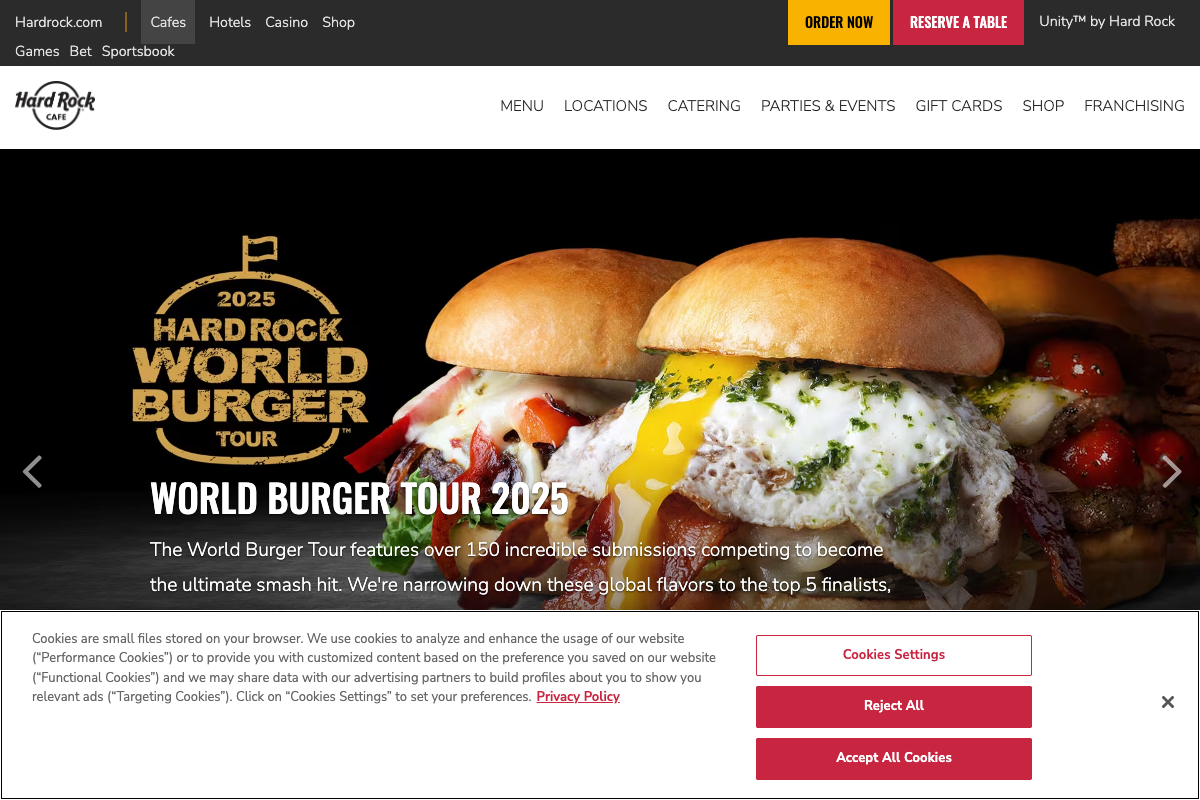 Hardrock.com
Cafes
Hotels
Casino
Shop
Games
Bet
Sportsbook
ORDER NOW
RESERVE A TABLE
Unity™ by Hard Rock
Hard Rock
CAFE
MENU
LOCATIONS
CATERING
PARTIES & EVENTS
GIFT CARDS
SHOP
FRANCHISING
2025
HARD ROCK
WORLD
BURGER™
TOUR
WORLD BURGER TOUR 2025
The World Burger Tour features over 150 incredible submissions competing to become
the ultimate smash hit. We're narrowing down these global flavors to the top 5 finalists,
Cookies are small files stored on your browser. We use cookies to analyze and enhance the usage of our website
(“Performance Cookies”) or to provide you with customized content based on the preference you saved on our website
(“Functional Cookies”) and we may share data with our advertising partners to build profiles about you to show you
relevant ads (“Targeting Cookies”). Click on “Cookies Settings” to set your preferences. Privacy Policy
Cookies Settings
Reject All
Accept All Cookies